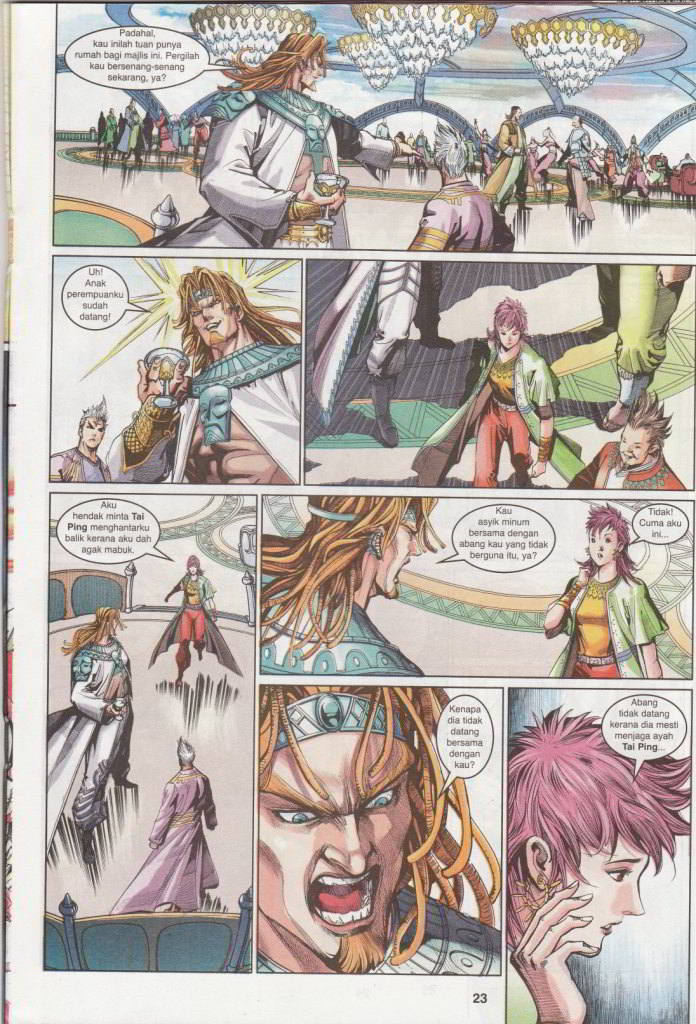 Padahal,
kau inilah tuan punya
rumah bagi majlis ini. Pergilah
kau bersenang-senang
sekarang, ya?
Uh!
Anak
perempuanku
sudah
datang!
Aku
hendak minta Tai
Ping menghantarku
balik kerana aku dah
agak mabuk.
Kau
asyik minum
bersama dengan
abang kau yang tidak
berguna itu, ya?
Tidak!
Cuma aku
ini...
Kenapa
dia tidak
datang
bersama
dengan
kau?
Abang
tidak datang
kerana dia mesti
menjaga ayah
Tai Ping...
23